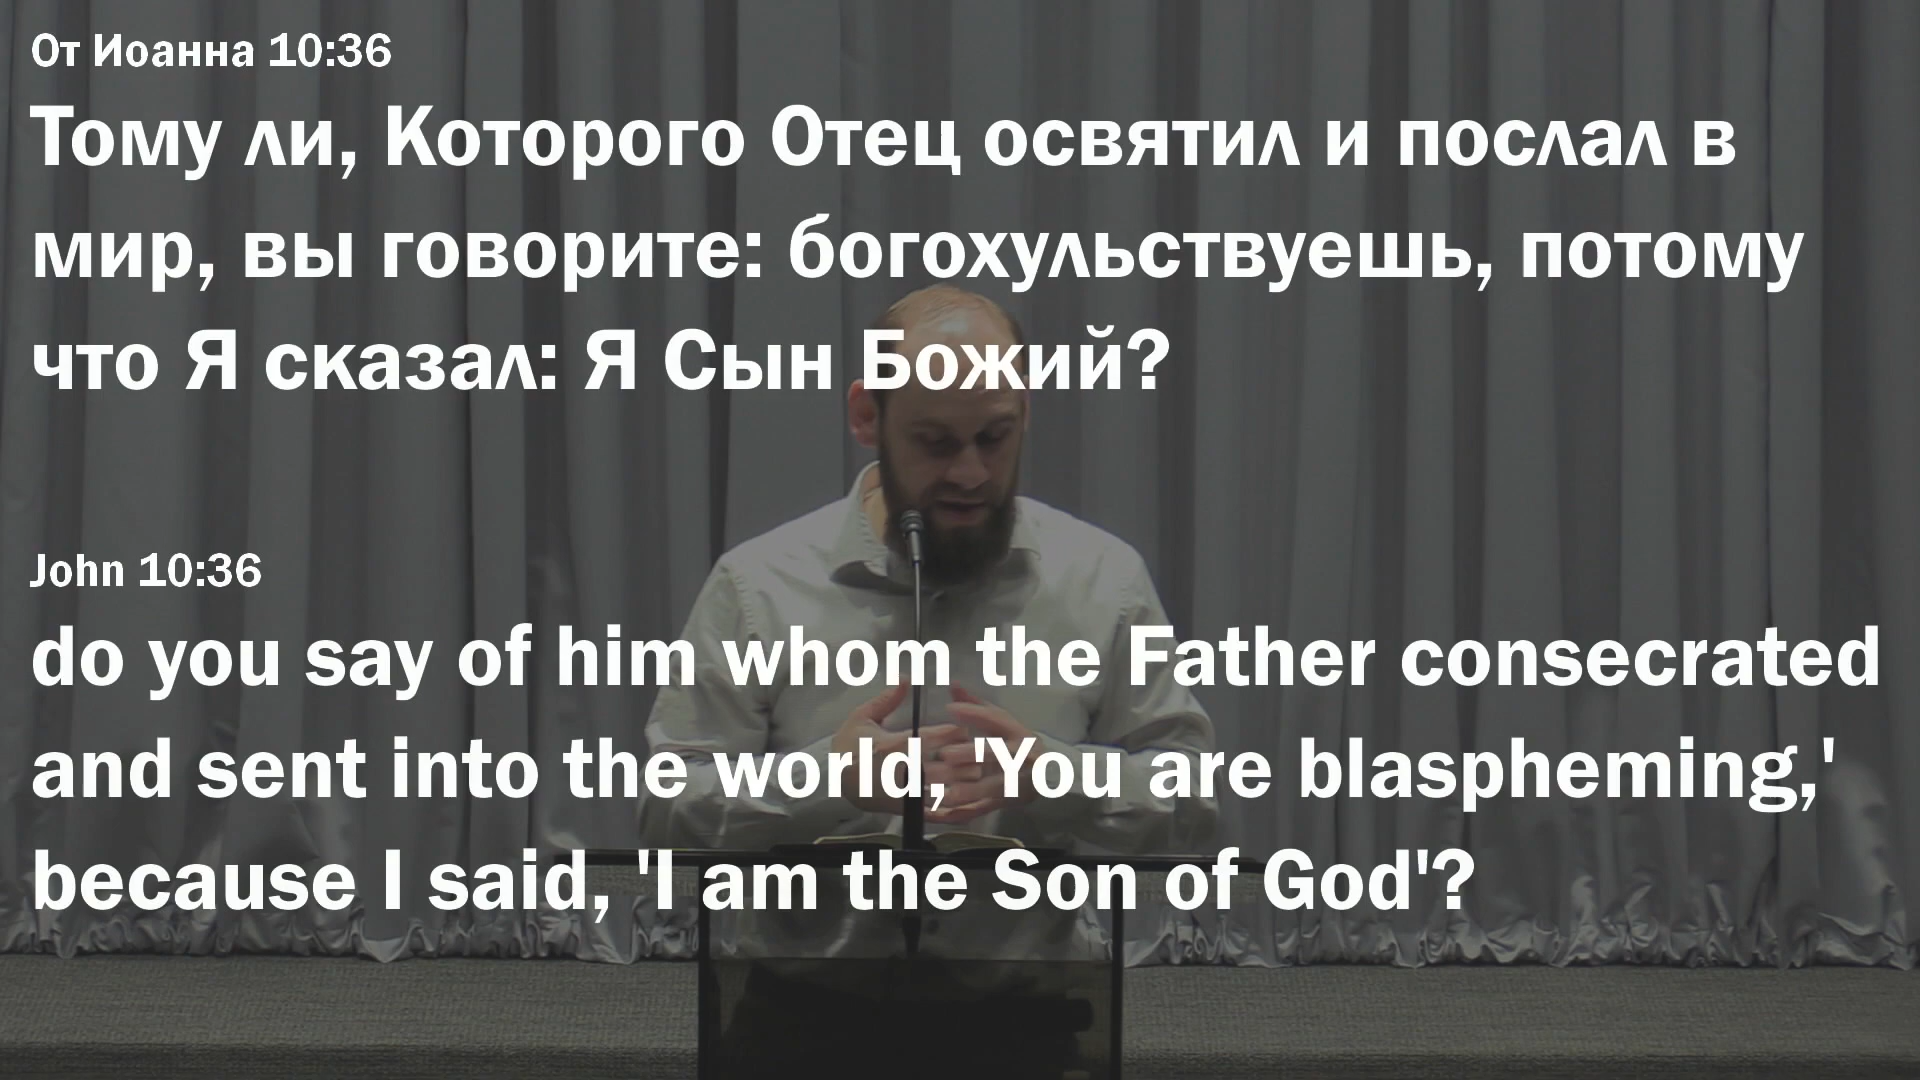 От Иоанна 10:36
Тому ли, Которого Отец освятил и послал в
мир, вы говорите: богохульствуешь, потому
что Я сказал: Я Сын Божий?
John 10:36
do you say of him whom the Father consecrated
and sent into the world, 'You are blaspheming,'
because I said, 'I am the Son of God'?